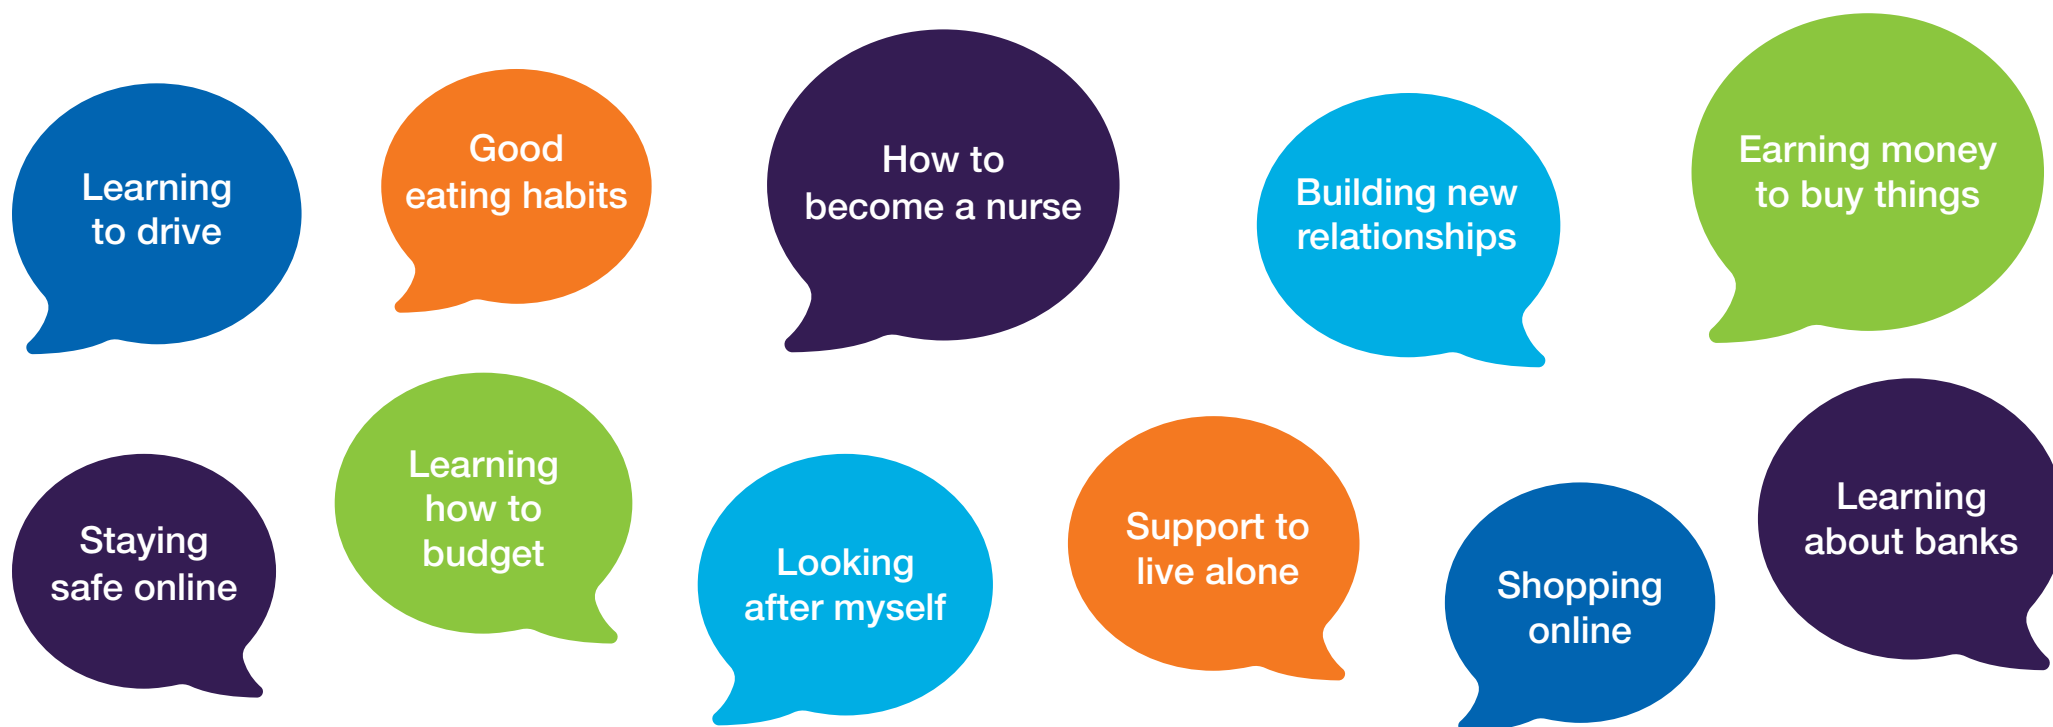 Learning
to drive
Good
eating habits
How to
become a nurse
Building new
relationships
Earning money
to buy things
Staying
safe online
Learning
how to
budget
Looking
after myself
Support to
live alone
Shopping
online
Learning
about banks